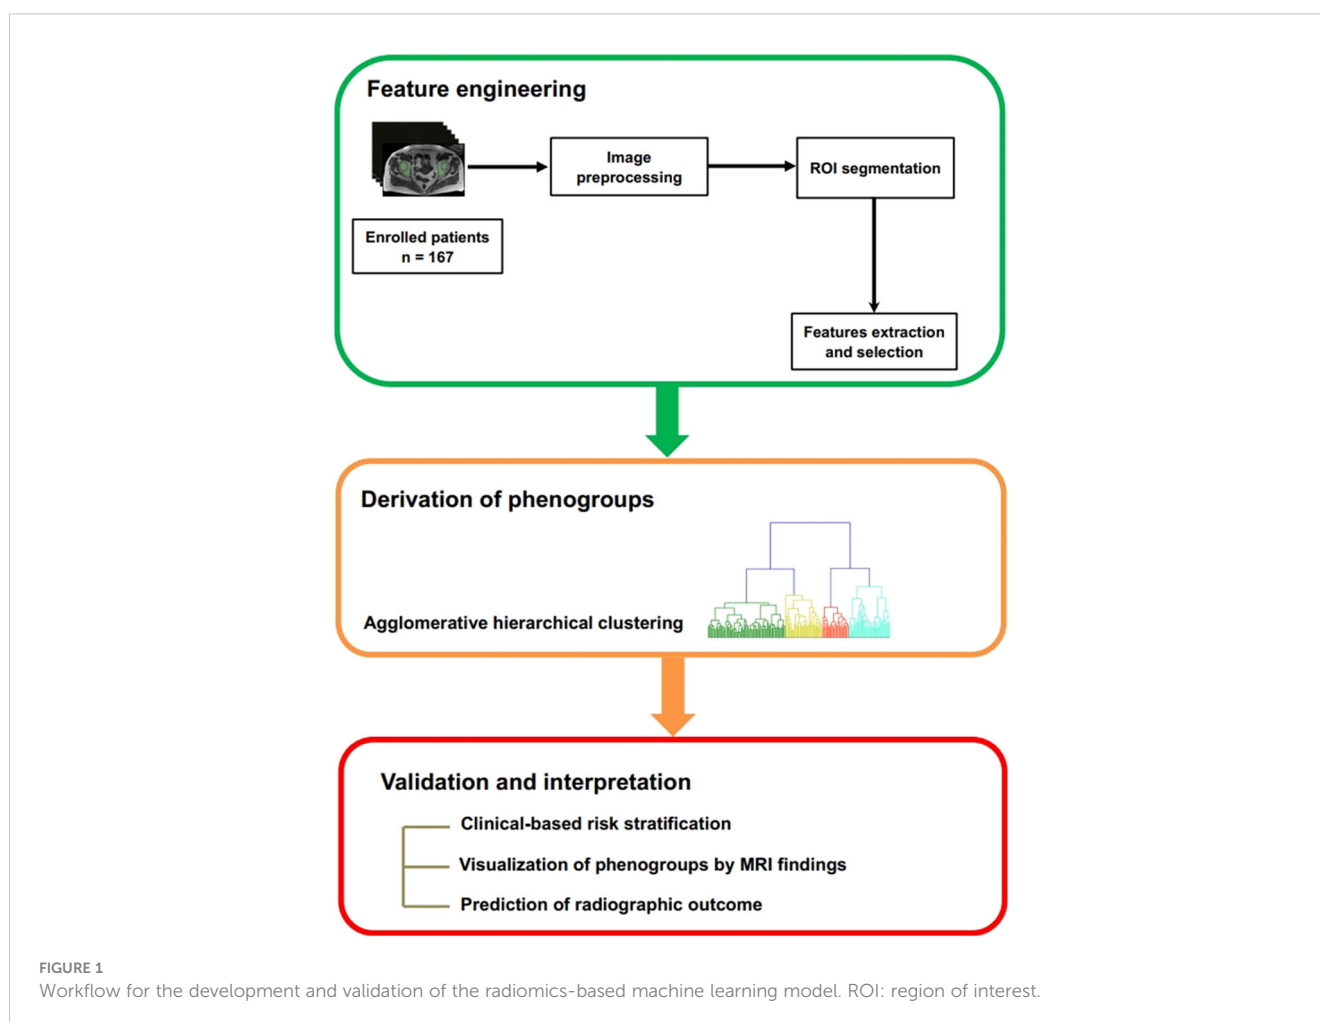 Feature engineering
Image
preprocessing
ROI segmentation
Enrolled patients
n = 167
Features extraction
and selection
Derivation of phenogroups
Agglomerative hierarchical clustering
Validation and interpretation
Clinical-based risk stratification
Visualization of phenogroups by MRI findings
Prediction of radiographic outcome
FIGURE 1
Workflow for the development and validation of the radiomics-based machine learning model. ROI: region of interest.